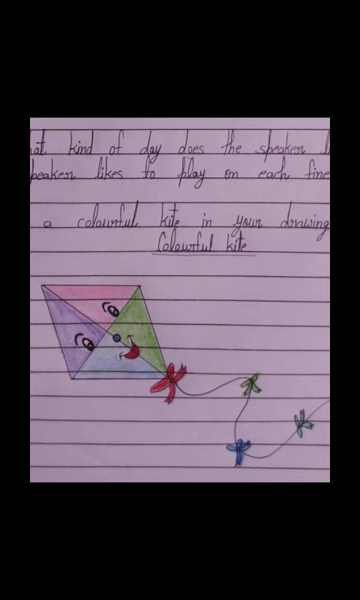 kind of day does the speaker
likes to play on each fine
a colourful kite in your drawing
Colourful kite